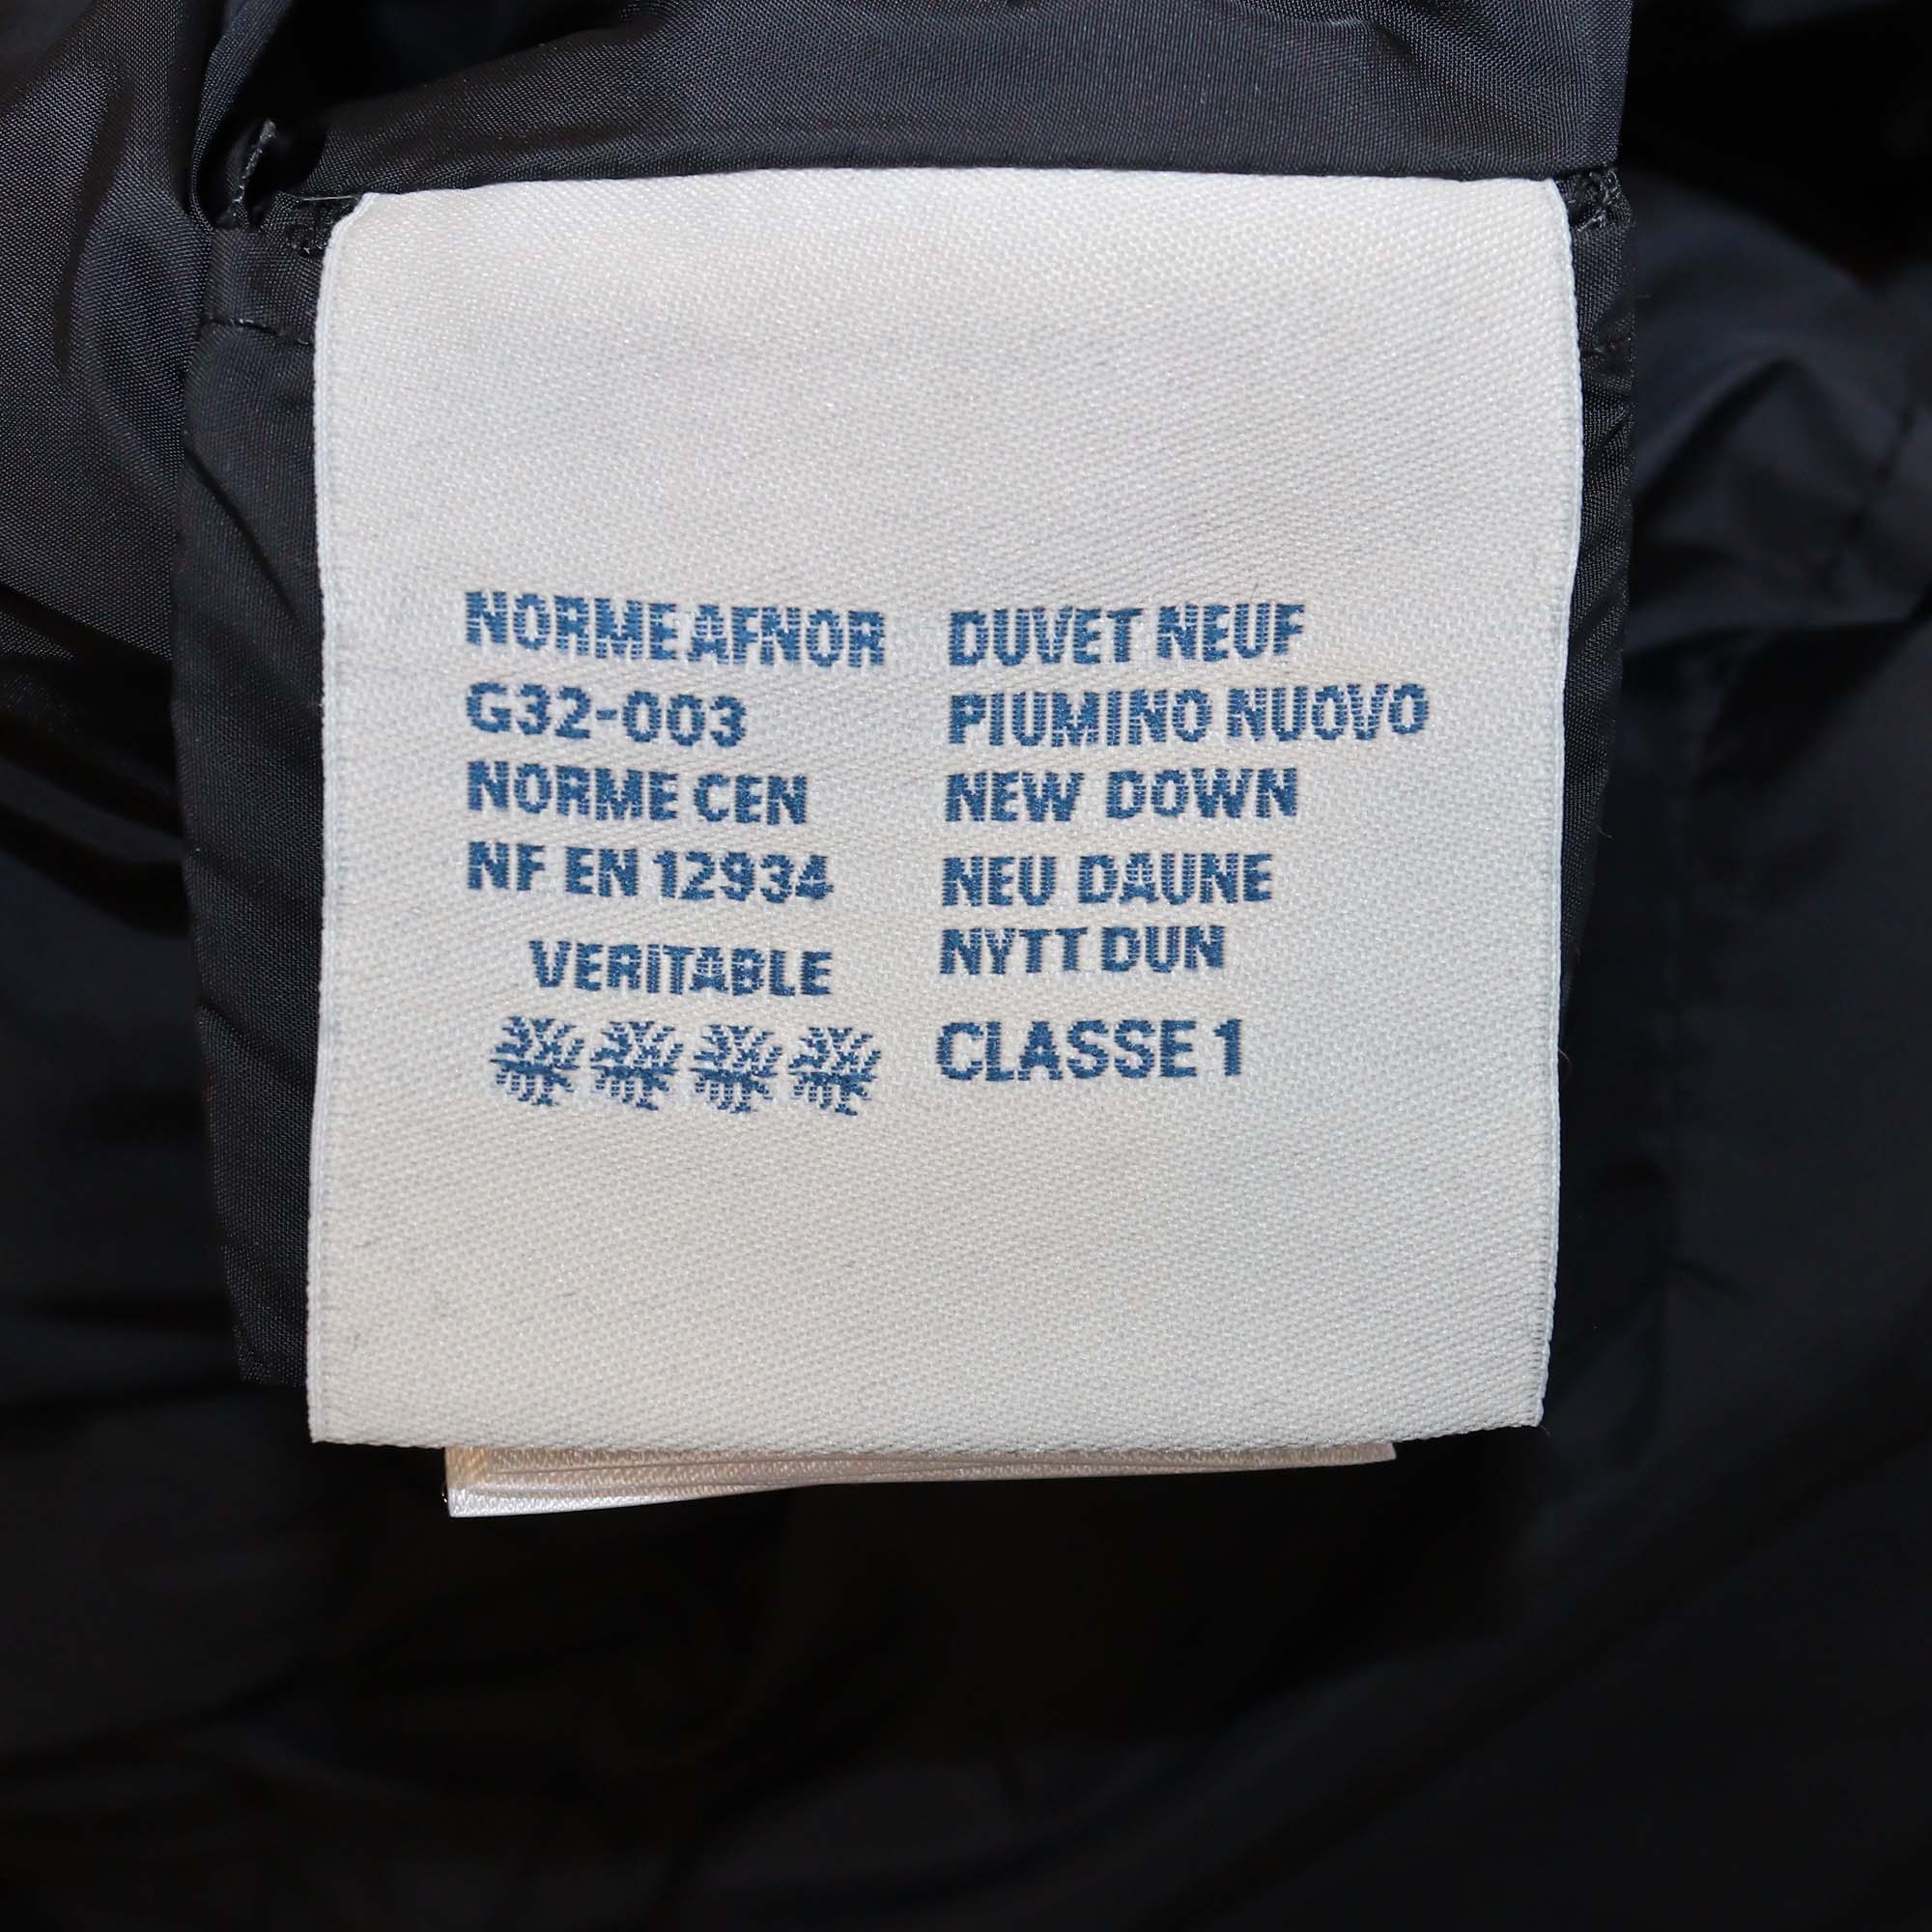 NORME AFNOR
G32-003
NORME CEN
NF EN 12934
VERITABLE
DUVET NEUF
PIUMINO NUOVO
NEW DOWN
NEU DAUNE
NYTT DUN
CLASSE 1